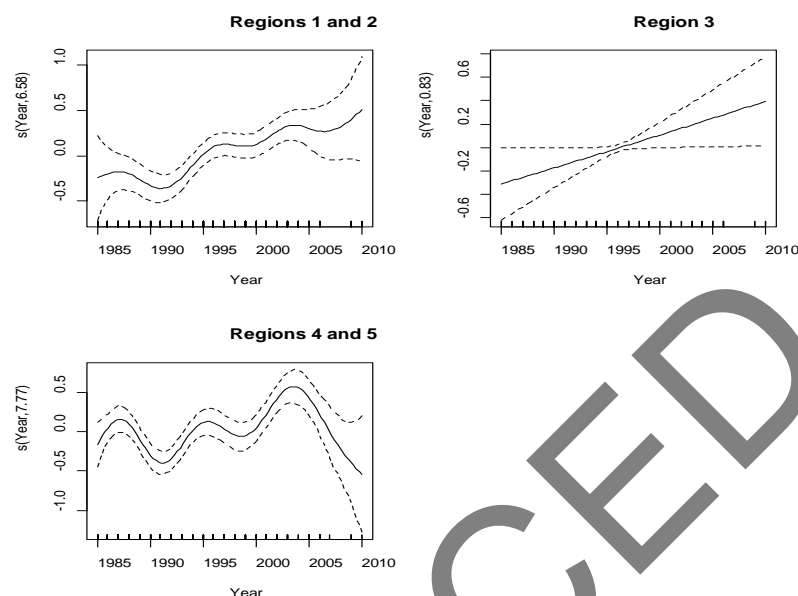 Regions 1 and 2
s(Year,6.58)
1.0
0.5
0.0
-0.5
1985 1990 1995 2000 2005 2010
Year
Region 3
s(Year,0.83)
0.6
0.2
-0.2
-0.6
1985 1990 1995 2000 2005 2010
Year
Regions 4 and 5
s(Year,7.77)
0.5
0.0
-0.5
-1.0
1985 1990 1995 2000 2005 2010
Year
CED